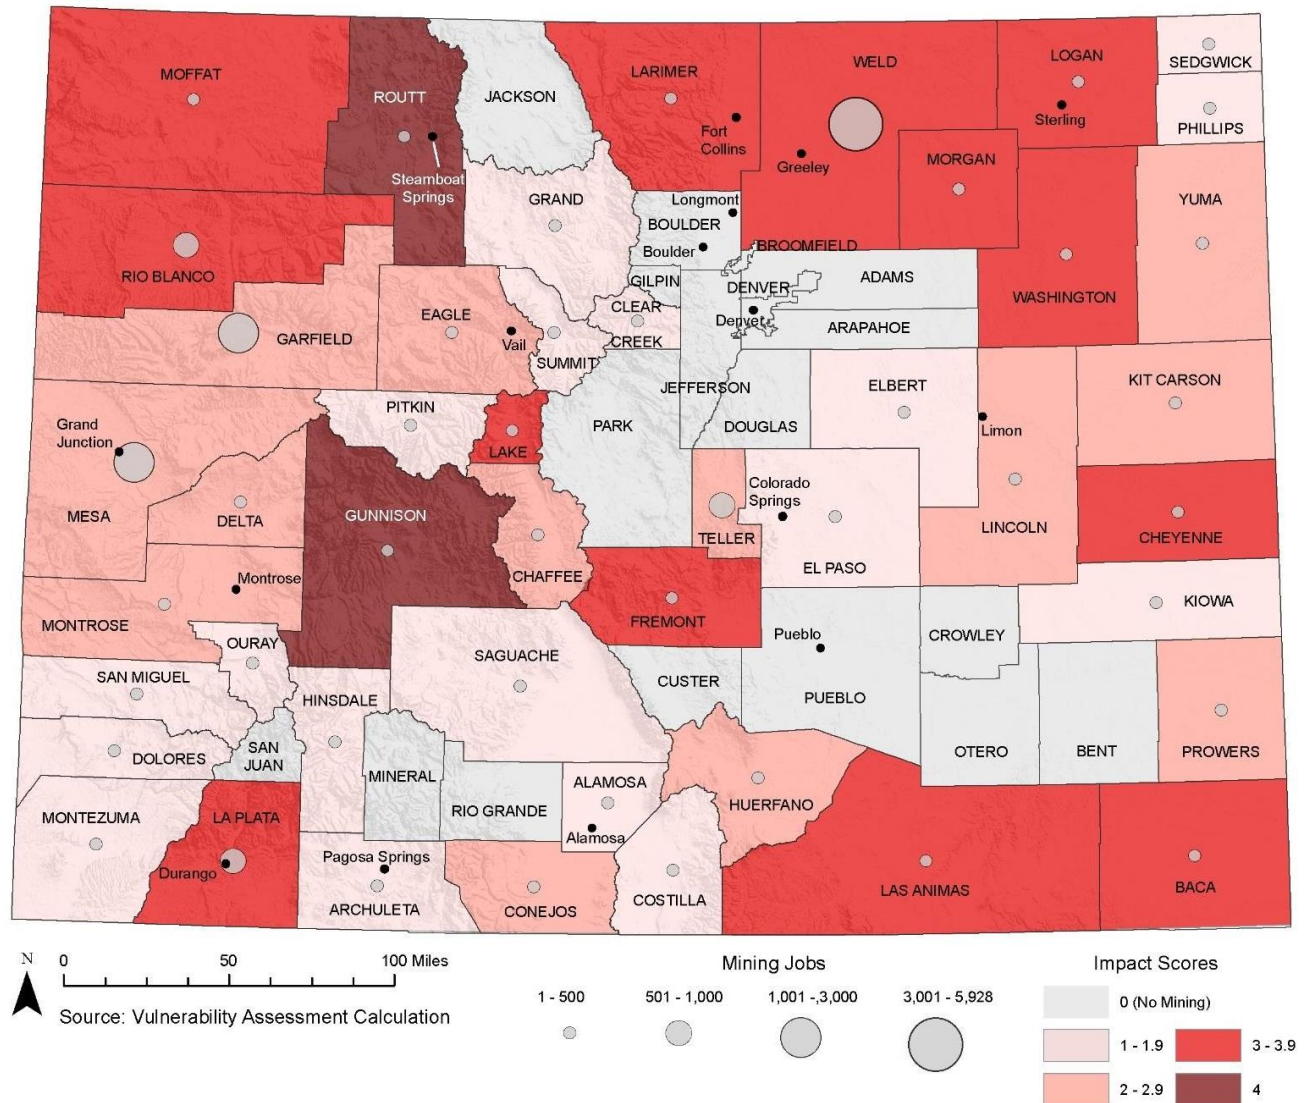 MOFFAT
ROUTT
JACKSON
LARIMER
WELD
LOGAN
SEDGWICK
PHILLIPS
Steamboat
Springs
Fort
Collins
Greeley
Sterling
MORGAN
GRAND
Longmont
BOULDER
Boulder
YUMA
RIO BLANCO
BROOMFIELD
GILPIN
DENVER
Denver
ADAMS
WASHINGTON
GARFIELD
EAGLE
Vail
CLEAR
CREEK
SUMMIT
ARAPAHOE
JEFFERSON
ELBERT
KIT CARSON
Grand
Junction
PITKIN
LAKE
PARK
DOUGLAS
Limon
MESA
DELTA
GUNNISON
CHAFFEE
TELLER
Colorado
Springs
EL PASO
LINCOLN
CHEYENNE
Montrose
MONTROSE
FREMONT
KIOWA
OURAY
SAGUACHE
Pueblo
CROWLEY
SAN MIGUEL
HINSDALE
CUSTER
PUEBLO
DOLORES
SAN
JUAN
MINERAL
OTERO
BENT
PROWERS
MONTEZUMA
LA PLATA
RIO GRANDE
ALAMOSA
Alamosa
HUERFANO
Durango
Pagosa Springs
ARCHULETA
CONEJOS
COSTILLA
LAS ANIMAS
BACA
N
0 50 100 Miles
Source: Vulnerability Assessment Calculation
Mining Jobs
1 - 500
501 - 1,000
1,001 -,3,000
3,001 - 5,928
Impact Scores
0 (No Mining)
1 - 1.9
3 - 3.9
2 - 2.9
4